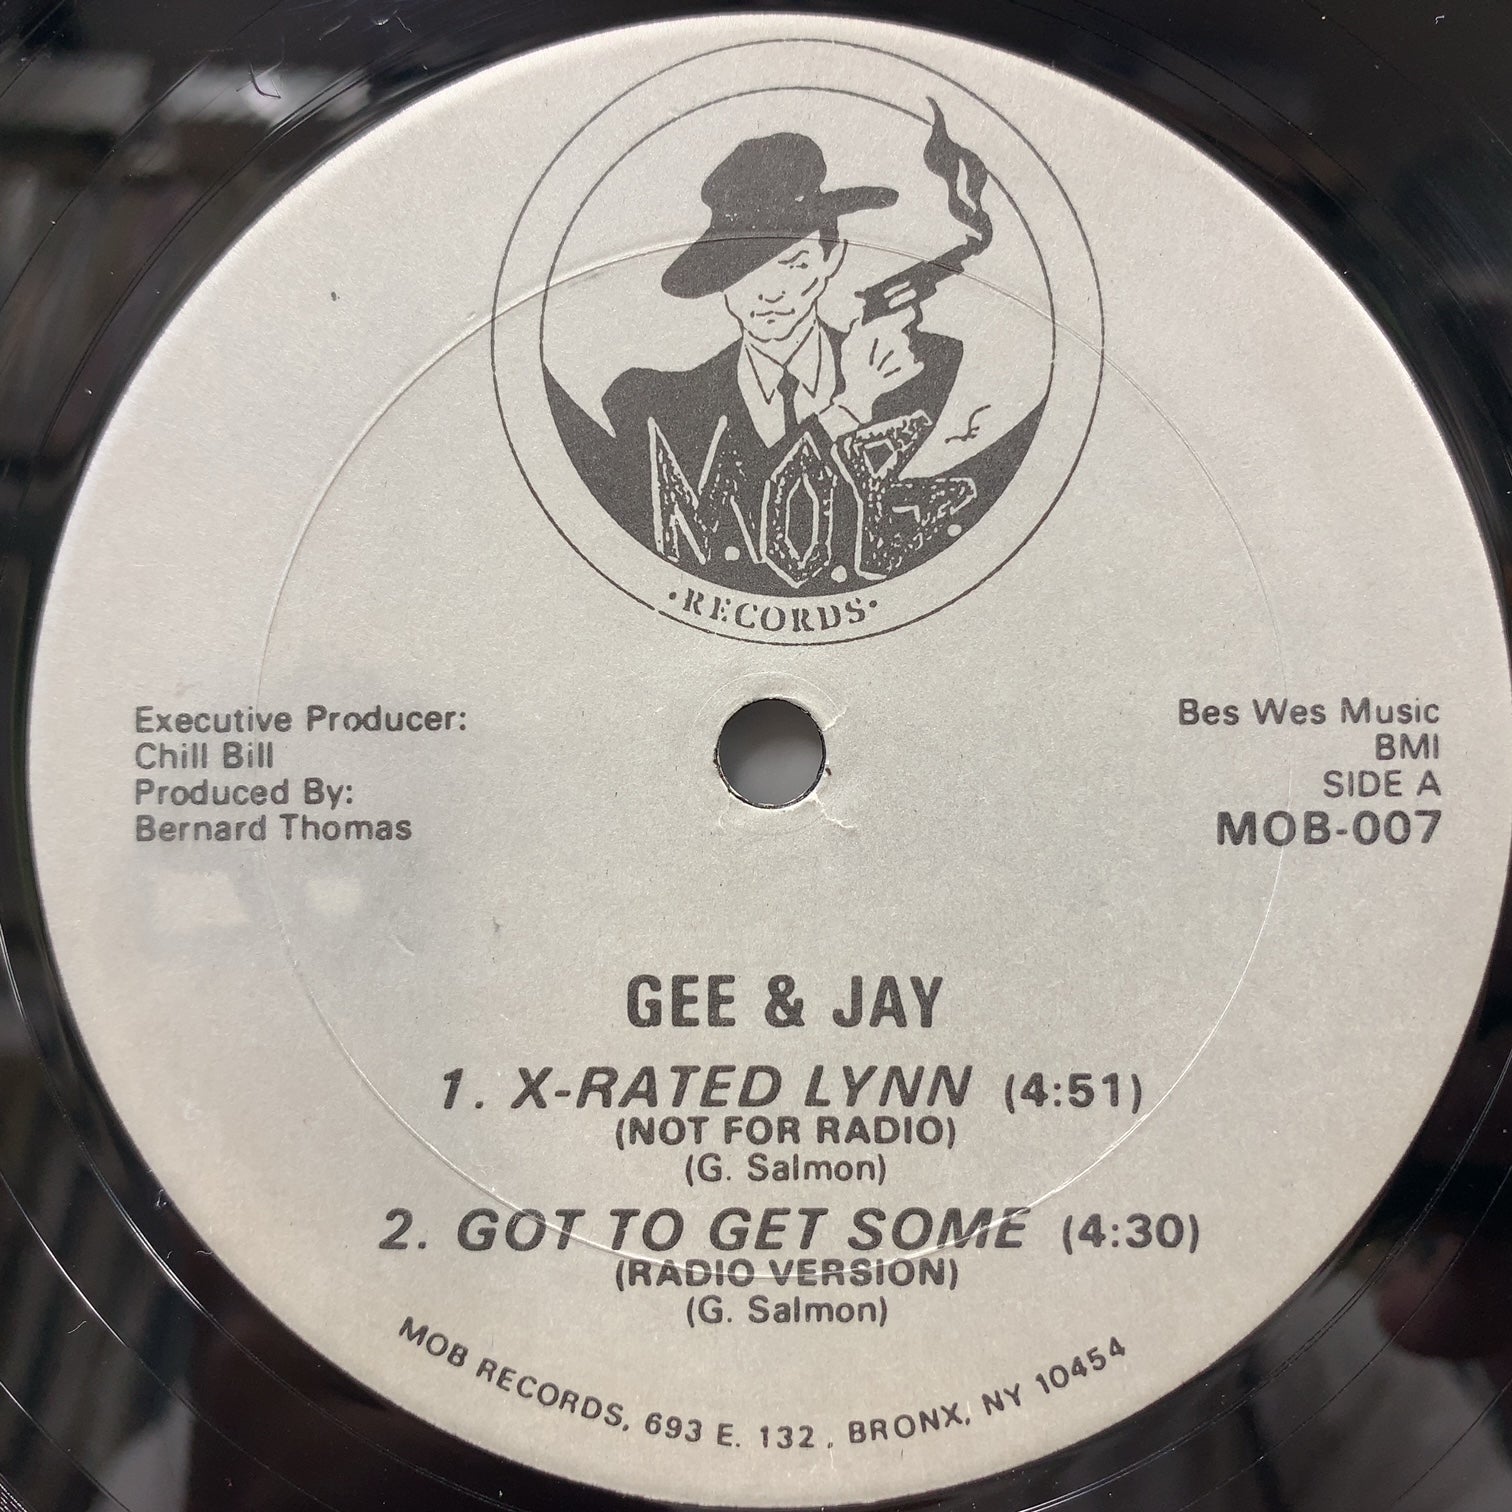 M.O.B.
·RECORDS·
Executive Producer:
Chill Bill
Produced By:
Bernard Thomas
Bes Wes Music
BMI
SIDE A
MOB-007
GEE & JAY
1. X-RATED LYNN (4:51)
(NOT FOR RADIO)
(G. Salmon)
2. GOT TO GET SOME (4:30)
(RADIO VERSION)
(G. Salmon)
MOB RECORDS, 693 E. 132, BRONX, NY 10454